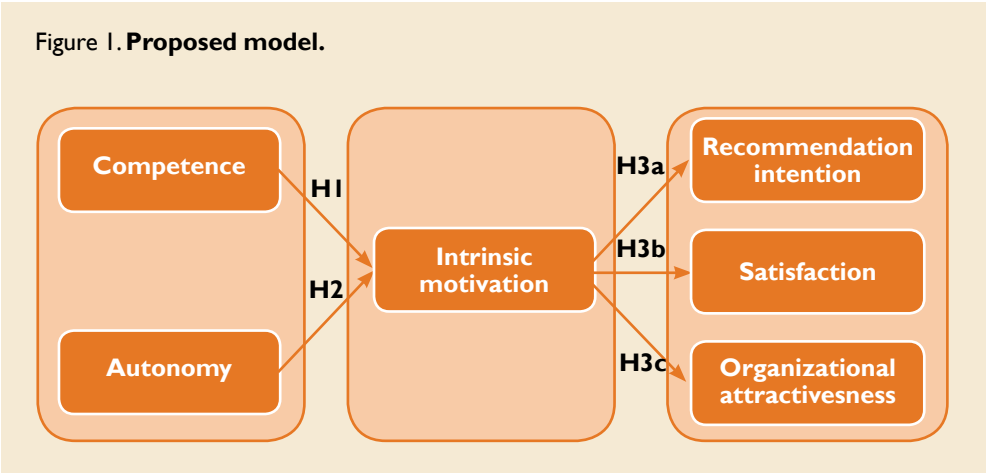 Figure 1. Proposed model.
Competence
H1
H2
Autonomy
Intrinsic
motivation
H3a
H3b
H3c
Recommendation
intention
Satisfaction
Organizational
attractivesness